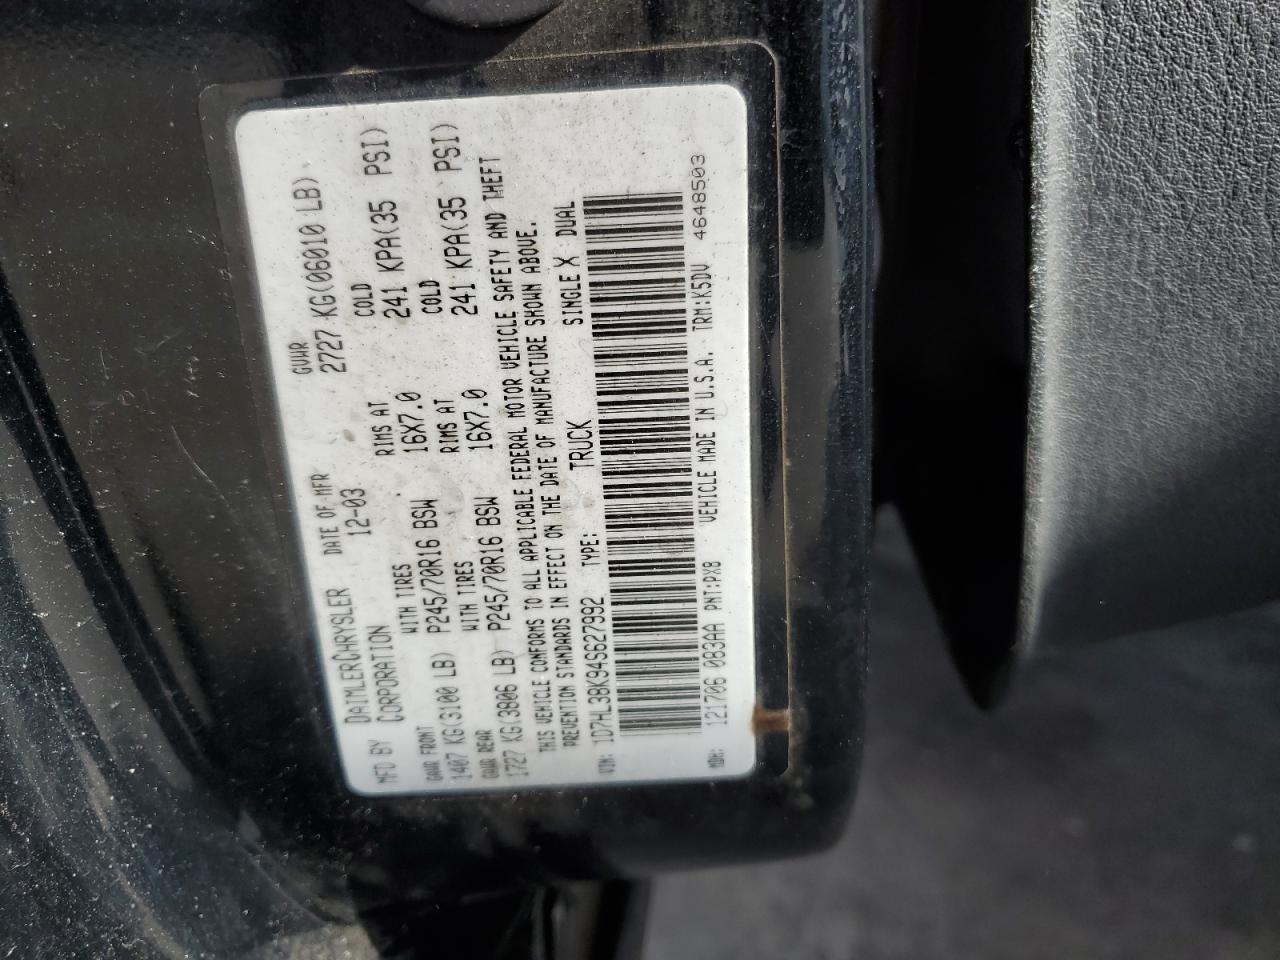 MFD BY DAIMLERCHRYSLER DATE OF MFR GVWR
CORPORATION 12-03 2727 KG(06010 LB)
GAWR FRONT WITH TIRES RIMS AT COLD
1407 KG(3100 LB) P245/70R16 BSW 16X7.0 241 KPA(35 PSI)
GAWR REAR WITH TIRES RIMS AT COLD
1727 KG(3806 LB) P245/70R16 BSW 16X7.0 241 KPA(35 PSI)
THIS VEHICLE CONFORMS TO ALL APPLICABLE FEDERAL MOTOR VEHICLE SAFETY AND THEFT
PREVENTION STANDARDS IN EFFECT ON THE DATE OF MANUFACTURE SHOWN ABOVE.
VIN: 1D7HL38K94S627992 TYPE: TRUCK SINGLE X DUAL
MDH: 121706 083AA PNT:PX8 VEHICLE MADE IN U.S.A. TRM:K5DV 4648503